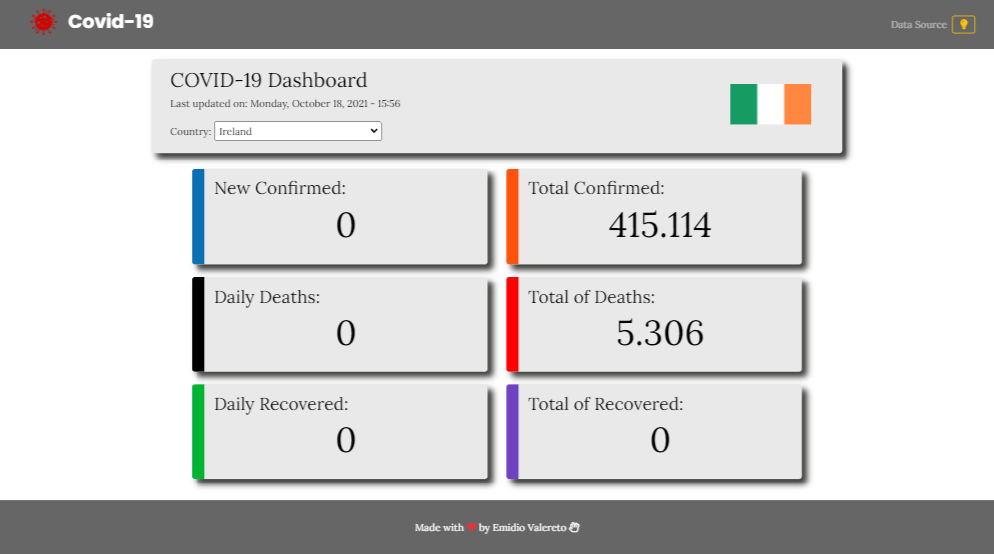 Covid-19
Data Source
COVID-19 Dashboard
Last updated on: Monday, October 18, 2021 - 15:56
Country: Ireland
New Confirmed:
0
Total Confirmed:
415.114
Daily Deaths:
0
Total of Deaths:
5.306
Daily Recovered:
0
Total of Recovered:
0
Made with ❤ by Emidio Valereto